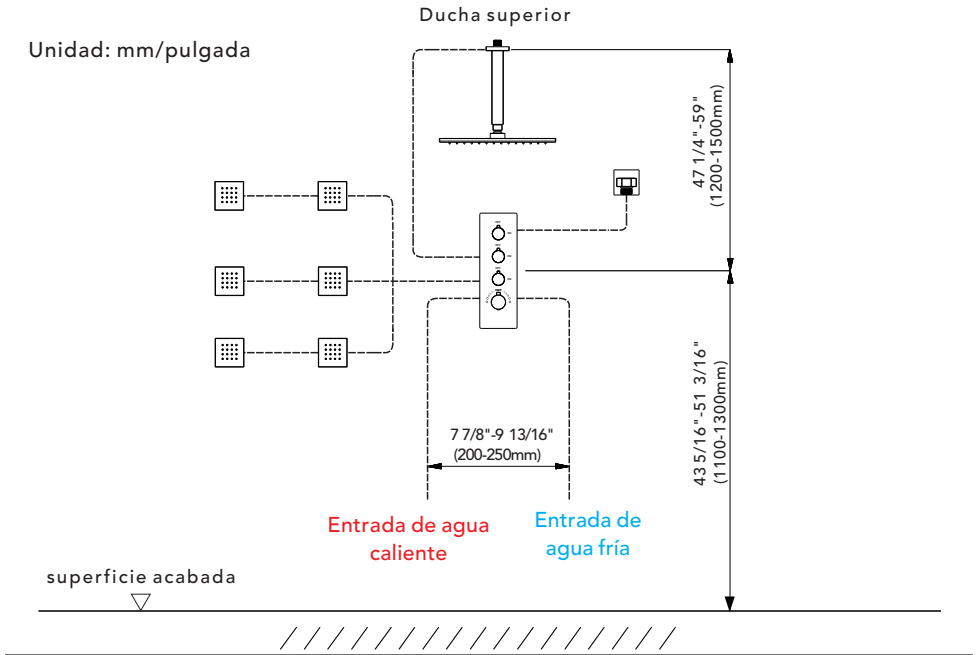 Ducha superior
Unidad: mm/pulgada
47 1/4"-59"
(1200-1500mm)
43 5/16"-51 3/16"
(1100-1300mm)
7 7/8"-9 13/16"
(200-250mm)
Entrada de agua
caliente
Entrada de
agua fría
superficie acabada